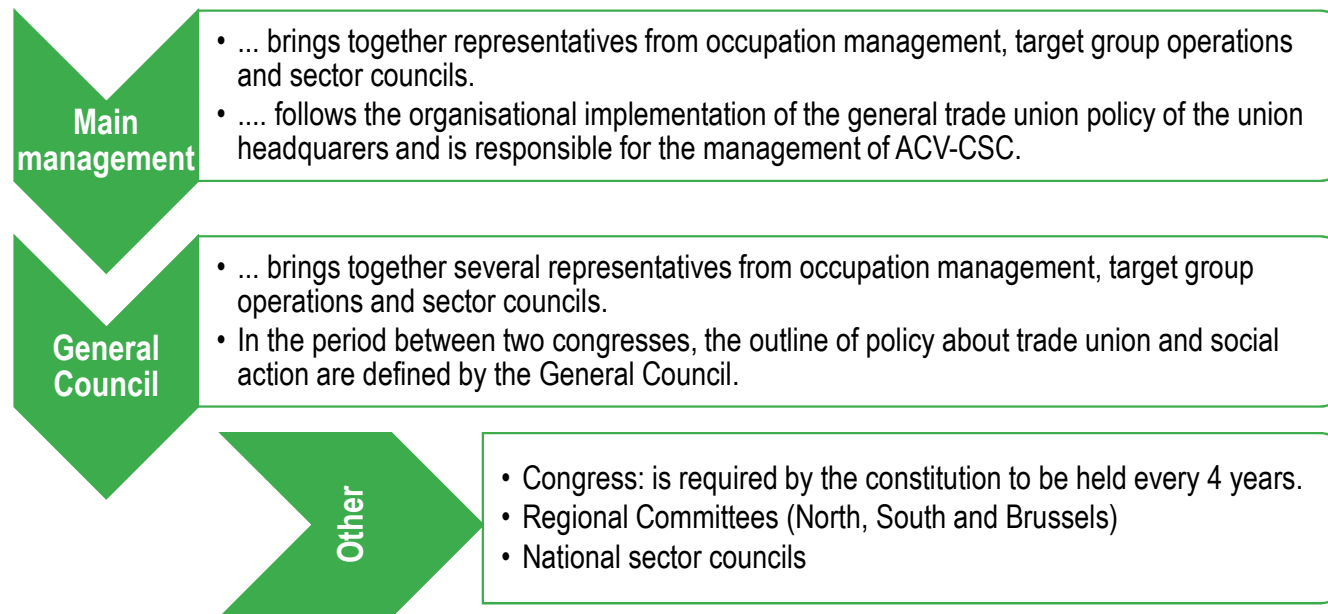 Main
management
• ... brings together representatives from occupation management, target group operations
and sector councils.
• .... follows the organisational implementation of the general trade union policy of the union
headquarers and is responsible for the management of ACV-CSC.
General
Council
• ... brings together several representatives from occupation management, target group
operations and sector councils.
• In the period between two congresses, the outline of policy about trade union and social
action are defined by the General Council.
Other
• Congress: is required by the constitution to be held every 4 years.
• Regional Committees (North, South and Brussels)
• National sector councils